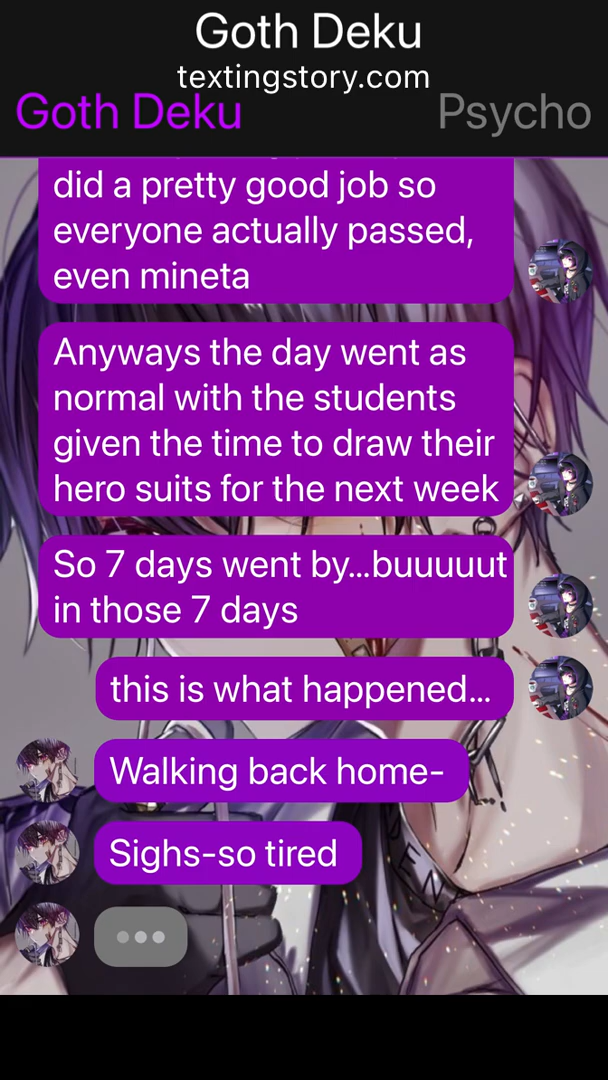 Goth Deku
textingstory.com
Goth Deku
Psycho
did a pretty good job so
everyone actually passed,
even mineta
Anyways the day went as
normal with the students
given the time to draw their
hero suits for the next week
So 7 days went by...buuuuut
in those 7 days
this is what happened...
Walking back home-
Sighs-so tired